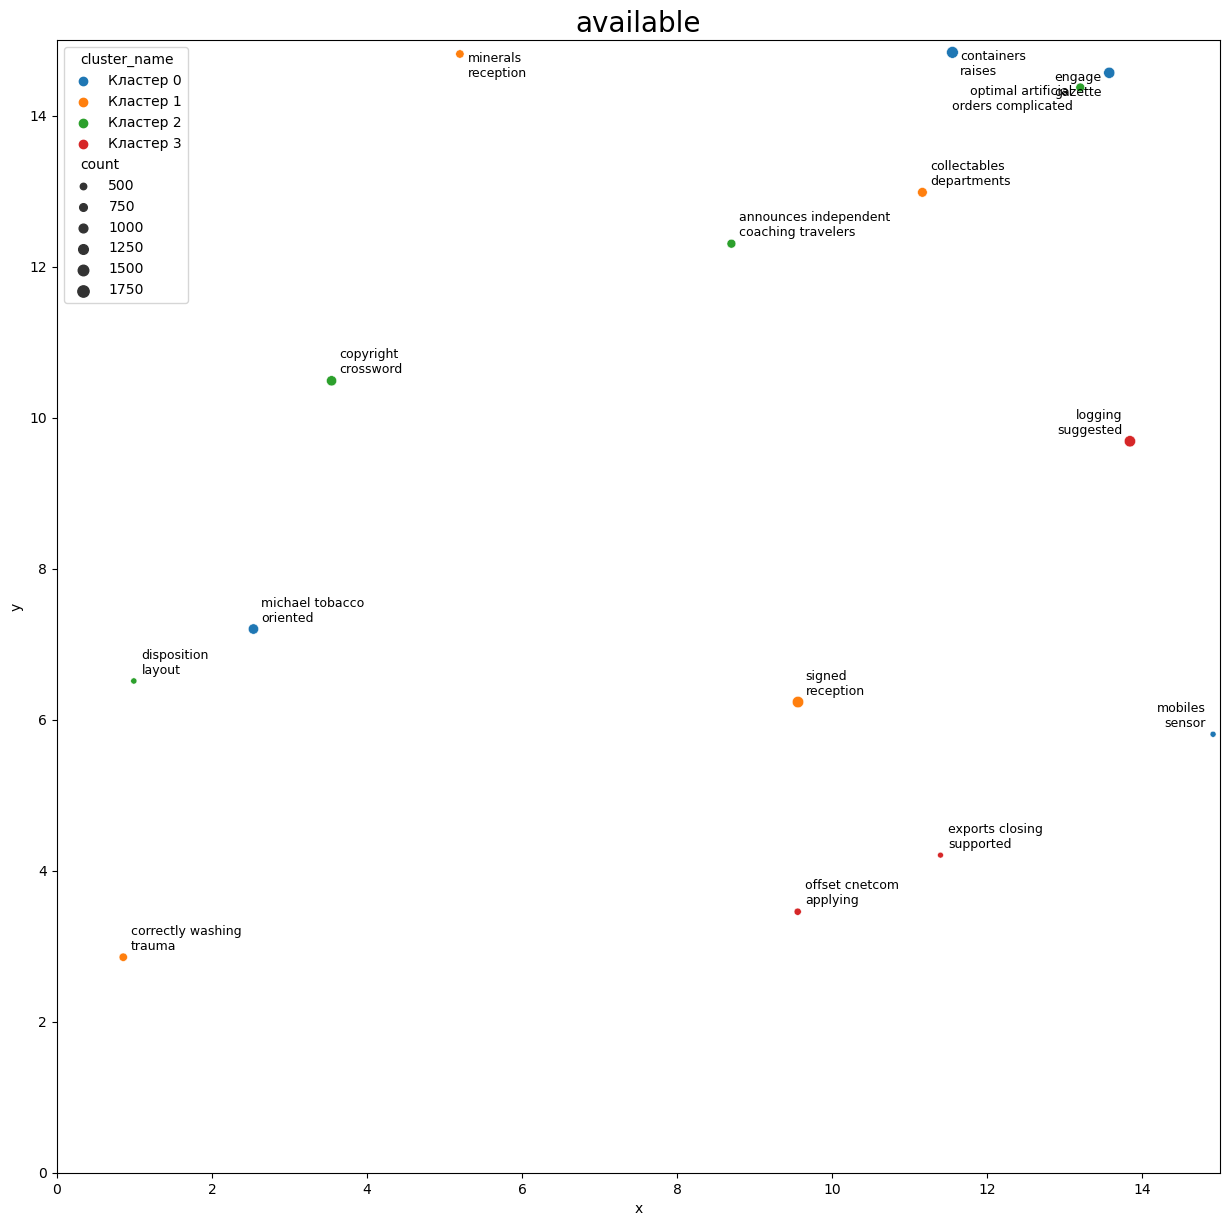 available
cluster_name
Кластер 0
Кластер 1
Кластер 2
Кластер 3
count
500
750
1000
1250
1500
1750
minerals
reception
containers
raises
engage
gazette
optimal artificial
orders complicated
collectables
departments
announces independent
coaching travelers
copyright
crossword
logging
suggested
michael tobacco
oriented
disposition
layout
signed
reception
mobiles
sensor
exports closing
supported
offset cnetcom
applying
correctly washing
trauma
14
12
10
8
6
4
2
0
y
0
2
4
6
8
10
12
14
x